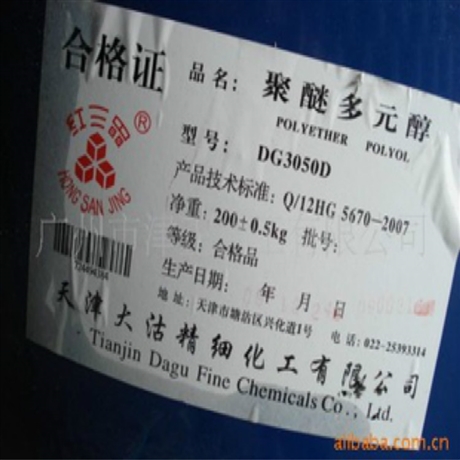 合格证
品名：聚醚多元醇
POLYETHER POLYOL
红三晶®
HONG SAN JING
型号：DG3050D
产品技术标准：Q/12HG 5670-2007
净重：200±0.5kg 批号：
等级：合格品
生产日期： 年 月 日
地址：天津市塘沽区兴化道1号 电话：022-25393314
天津大沽精细化工有限公司
Tianjin Dagu Fine Chemicals Co., Ltd.
alibaba.com.cn